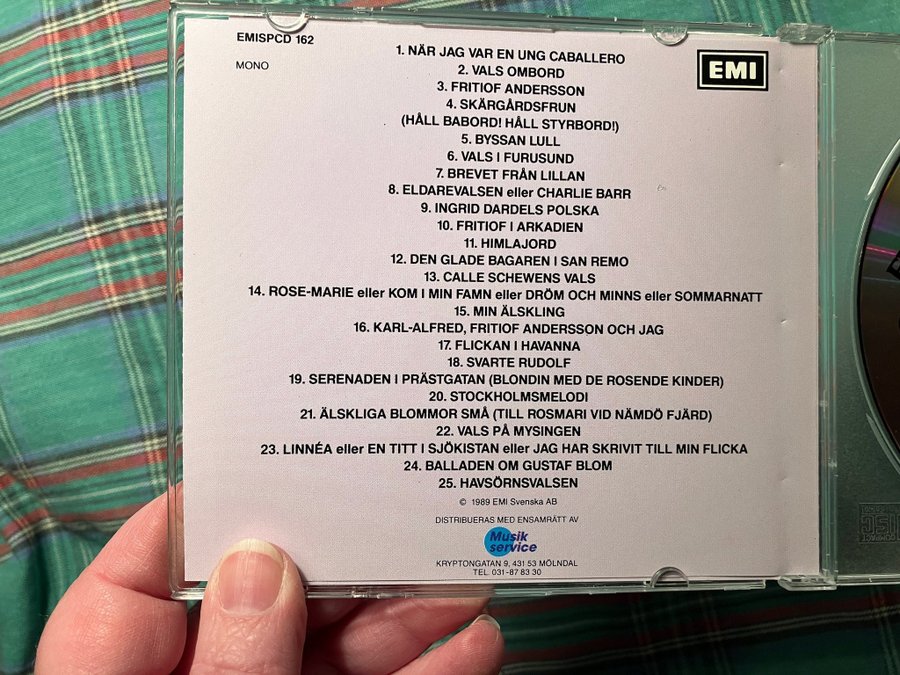 EMISPCD 162
MONO
EMI
1. NÄR JAG VAR EN UNG CABALLERO
2. VALS OMBORD
3. FRITIOF ANDERSSON
4. SKÄRGÅRDSFRUN
(HÅLL BABORD! HÅLL STYRBORD!)
5. BYSSAN LULL
6. VALS I FURUSUND
7. BREVET FRÅN LILLAN
8. ELDAREVALSEN eller CHARLIE BARR
9. INGRID DARDELS POLSKA
10. FRITIOF I ARKADIEN
11. HIMLAJORD
12. DEN GLADE BAGAREN I SAN REMO
13. CALLE SCHEWENS VALS
14. ROSE-MARIE eller KOM I MIN FAMN eller DRÖM OCH MINNS eller SOMMARNATT
15. MIN ÄLSKLING
16. KARL-ALFRED, FRITIOF ANDERSSON OCH JAG
17. FLICKAN I HAVANNA
18. SVARTE RUDOLF
19. SERENADEN I PRÄSTGATAN (BLONDIN MED DE ROSENDE KINDER)
20. STOCKHOLMSMELODI
21. ÄLSKLIGA BLOMMOR SMÅ (TILL ROSMARI VID NÄMDÖ FJÄRD)
22. VALS PÅ MYSINGEN
23. LINNÉA eller EN TITT I SJÖKISTAN eller JAG HAR SKRIVIT TILL MIN FLICKA
24. BALLADEN OM GUSTAF BLOM
25. HAVSÖRNSVALSEN
© 1989 EMI Svenska AB
DISTRIBUERAS MED ENSAMRÄTT AV
Musik
service
KRYPTONGATAN 9, 431 53 MÖLNDAL
TEL. 031-87 83 30
COMPACT
disc